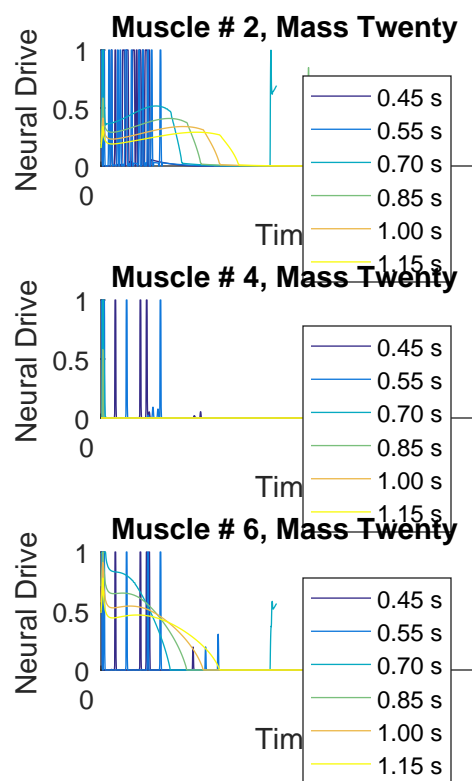 Muscle # 2, Mass Twenty
Neural Drive
1
0.5
0
0
Tim
0.45 s
0.55 s
0.70 s
0.85 s
1.00 s
1.15 s
Muscle # 4, Mass Twenty
Neural Drive
1
0.5
0
0
Tim
0.45 s
0.55 s
0.70 s
0.85 s
1.00 s
1.15 s
Muscle # 6, Mass Twenty
Neural Drive
1
0.5
0
0
Tim
0.45 s
0.55 s
0.70 s
0.85 s
1.00 s
1.15 s